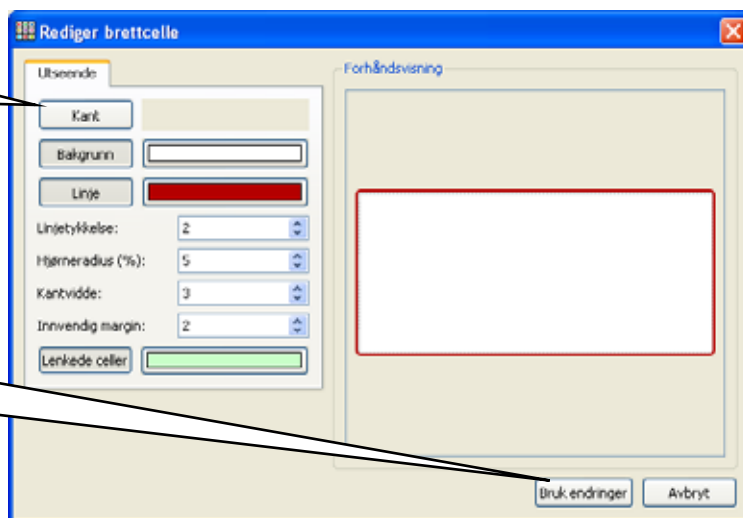 Rediger brettcelle
Utseende
Kant
Bakgrunn
Linje
Linjetykkelse: 2
Hjørneradius (%): 5
Kantvidde: 3
Innvendig margin: 2
Lenkede celler
Forhåndsvisning
Bruk endringer
Avbryt